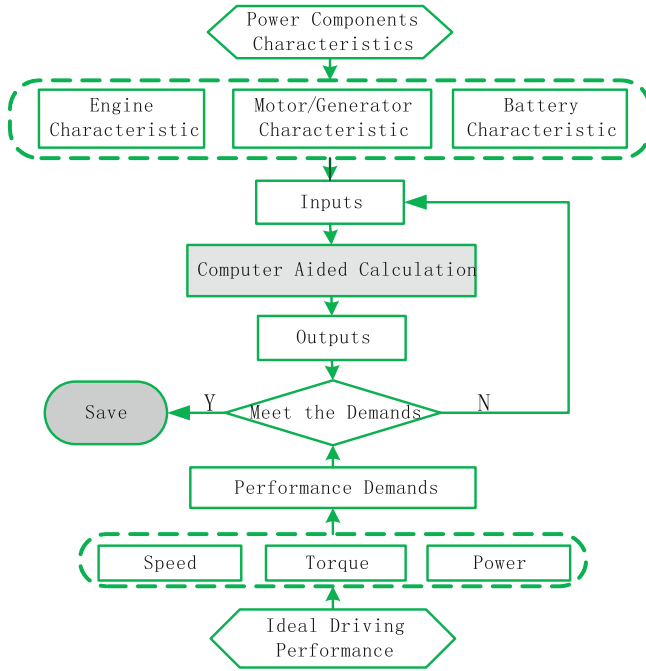 Power Components
Characteristics
Engine
Characteristic
Motor/Generator
Characteristic
Battery
Characteristic
Inputs
Computer Aided Calculation
Outputs
Save
Y
Meet the Demands
N
Performance Demands
Speed
Torque
Power
Ideal Driving
Performance